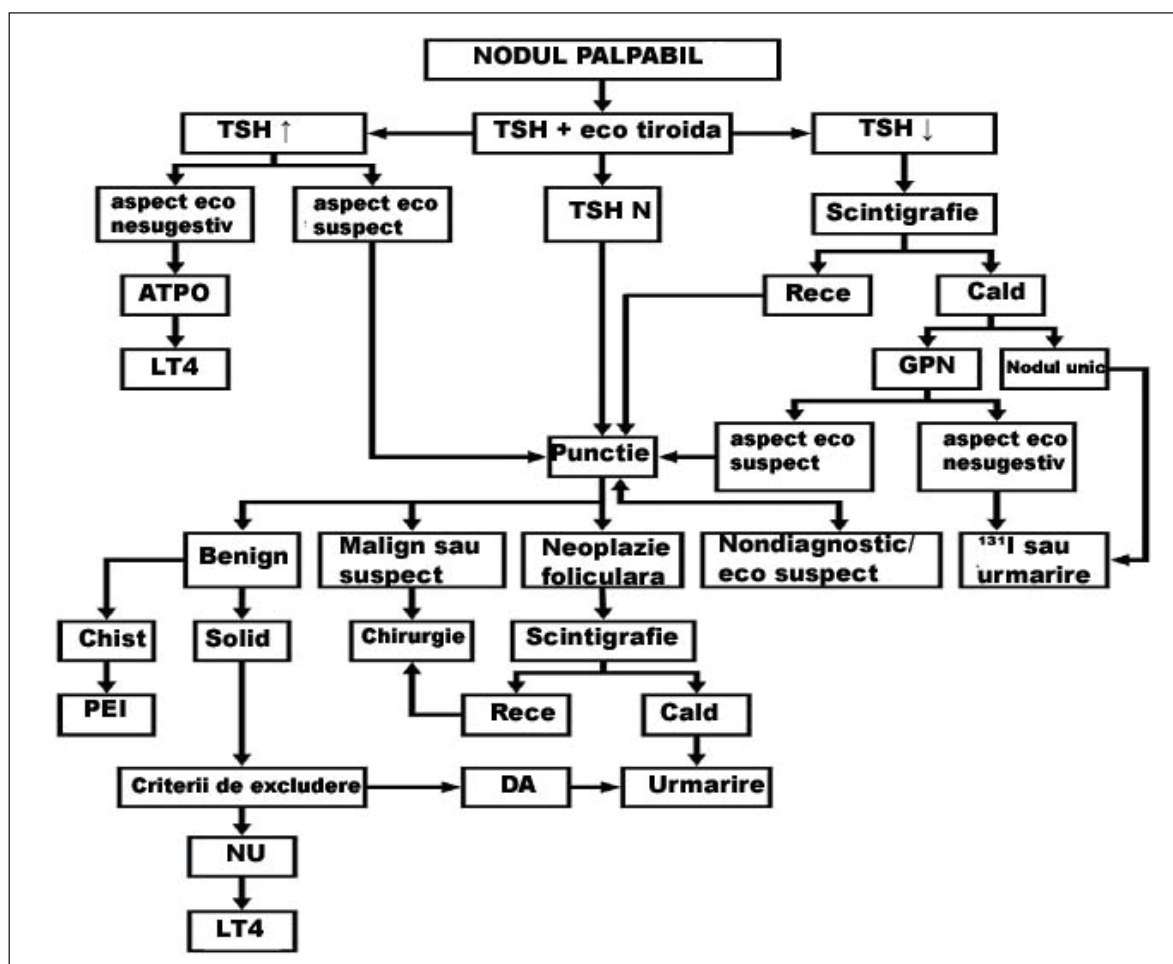 NODUL PALPABIL
TSH ↑
TSH + eco tiroida
TSH ↓
aspect eco
nesugestiv
aspect eco
suspect
TSH N
Scintigrafie
ATPO
Rece
Cald
LT4
GPN
Nodul unic
Punctie
aspect eco
suspect
aspect eco
nesugestiv
Benign
Malign sau
suspect
Neoplazie
foliculara
Nondiagnostic/
eco suspect
¹³¹I sau
urmarire
Chist
Solid
Chirurgie
Scintigrafie
PEI
Rece
Cald
Criterii de excludere
DA
Urmarire
NU
LT4